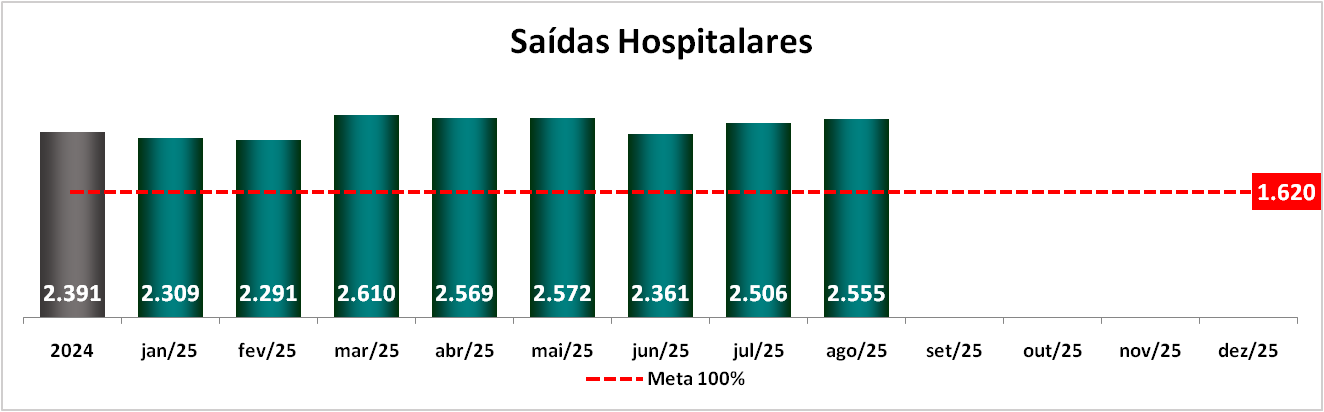 Saídas Hospitalares
1.620
2.391 2.309 2.291 2.610 2.569 2.572 2.361 2.506 2.555
2024 jan/25 fev/25 mar/25 abr/25 mai/25 jun/25 jul/25 ago/25 set/25 out/25 nov/25 dez/25
Meta 100%